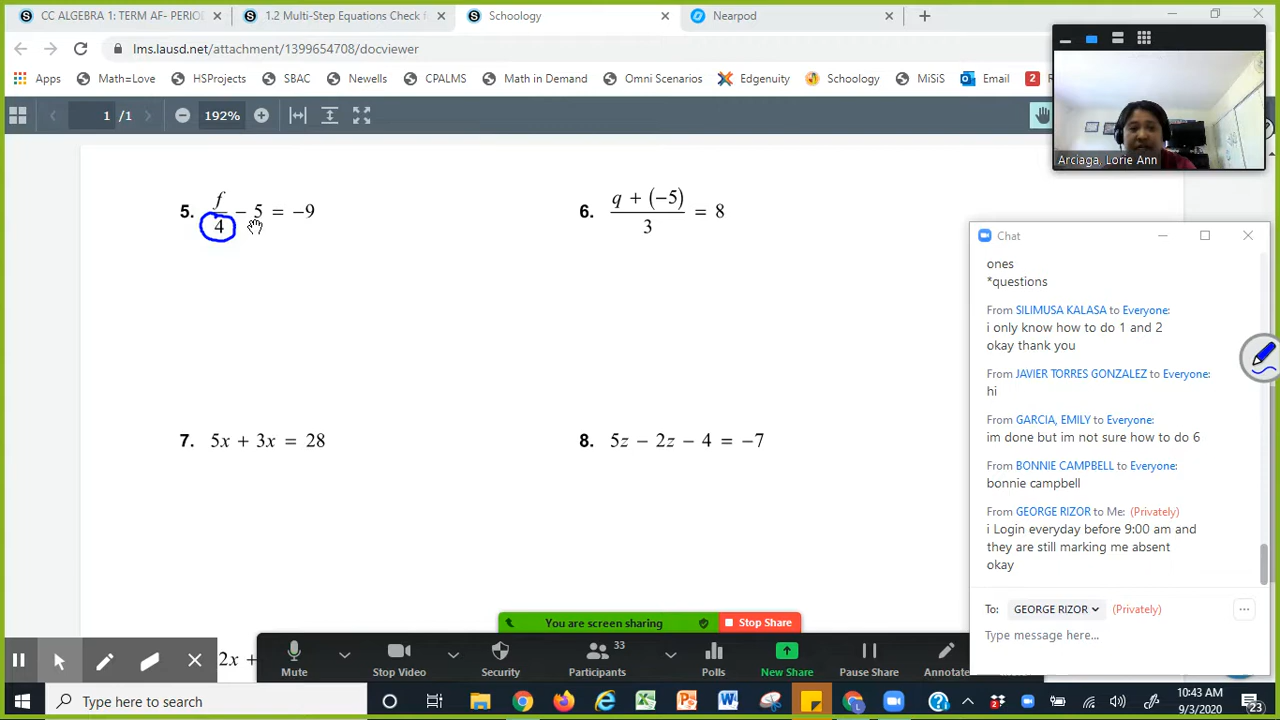 CC ALGEBRA 1: TERM AF- PERIOD
1.2 Multi-Step Equations Check f
Schoology
Nearpod
lms.lausd.net/attachment/1399654708/docviewer
Apps
Math=Love
HSProjects
SBAC
Newells
CPALMS
Math in Demand
Omni Scenarios
Edgenuity
Schoology
MiSiS
Email
2
1 /1
192%
Arciaga, Lorie Ann
5. f/4 − 5 = −9
6. q + (−5)/3 = 8
7. 5x + 3x = 28
8. 5z − 2z − 4 = −7
2x +
Chat
ones
*questions
From SILIMUSA KALASA to Everyone:
i only know how to do 1 and 2
okay thank you
From JAVIER TORRES GONZALEZ to Everyone:
hi
From GARCIA, EMILY to Everyone:
im done but im not sure how to do 6
From BONNIE CAMPBELL to Everyone:
bonnie campbell
From GEORGE RIZOR to Me: (Privately)
i Login everyday before 9:00 am and
they are still marking me absent
okay
To: GEORGE RIZOR (Privately)
Type message here...
You are screen sharing
Stop Share
Mute
Stop Video
Security
33
Participants
Polls
New Share
Pause Share
Annotate
Type here to search
10:43 AM
9/3/2020
23